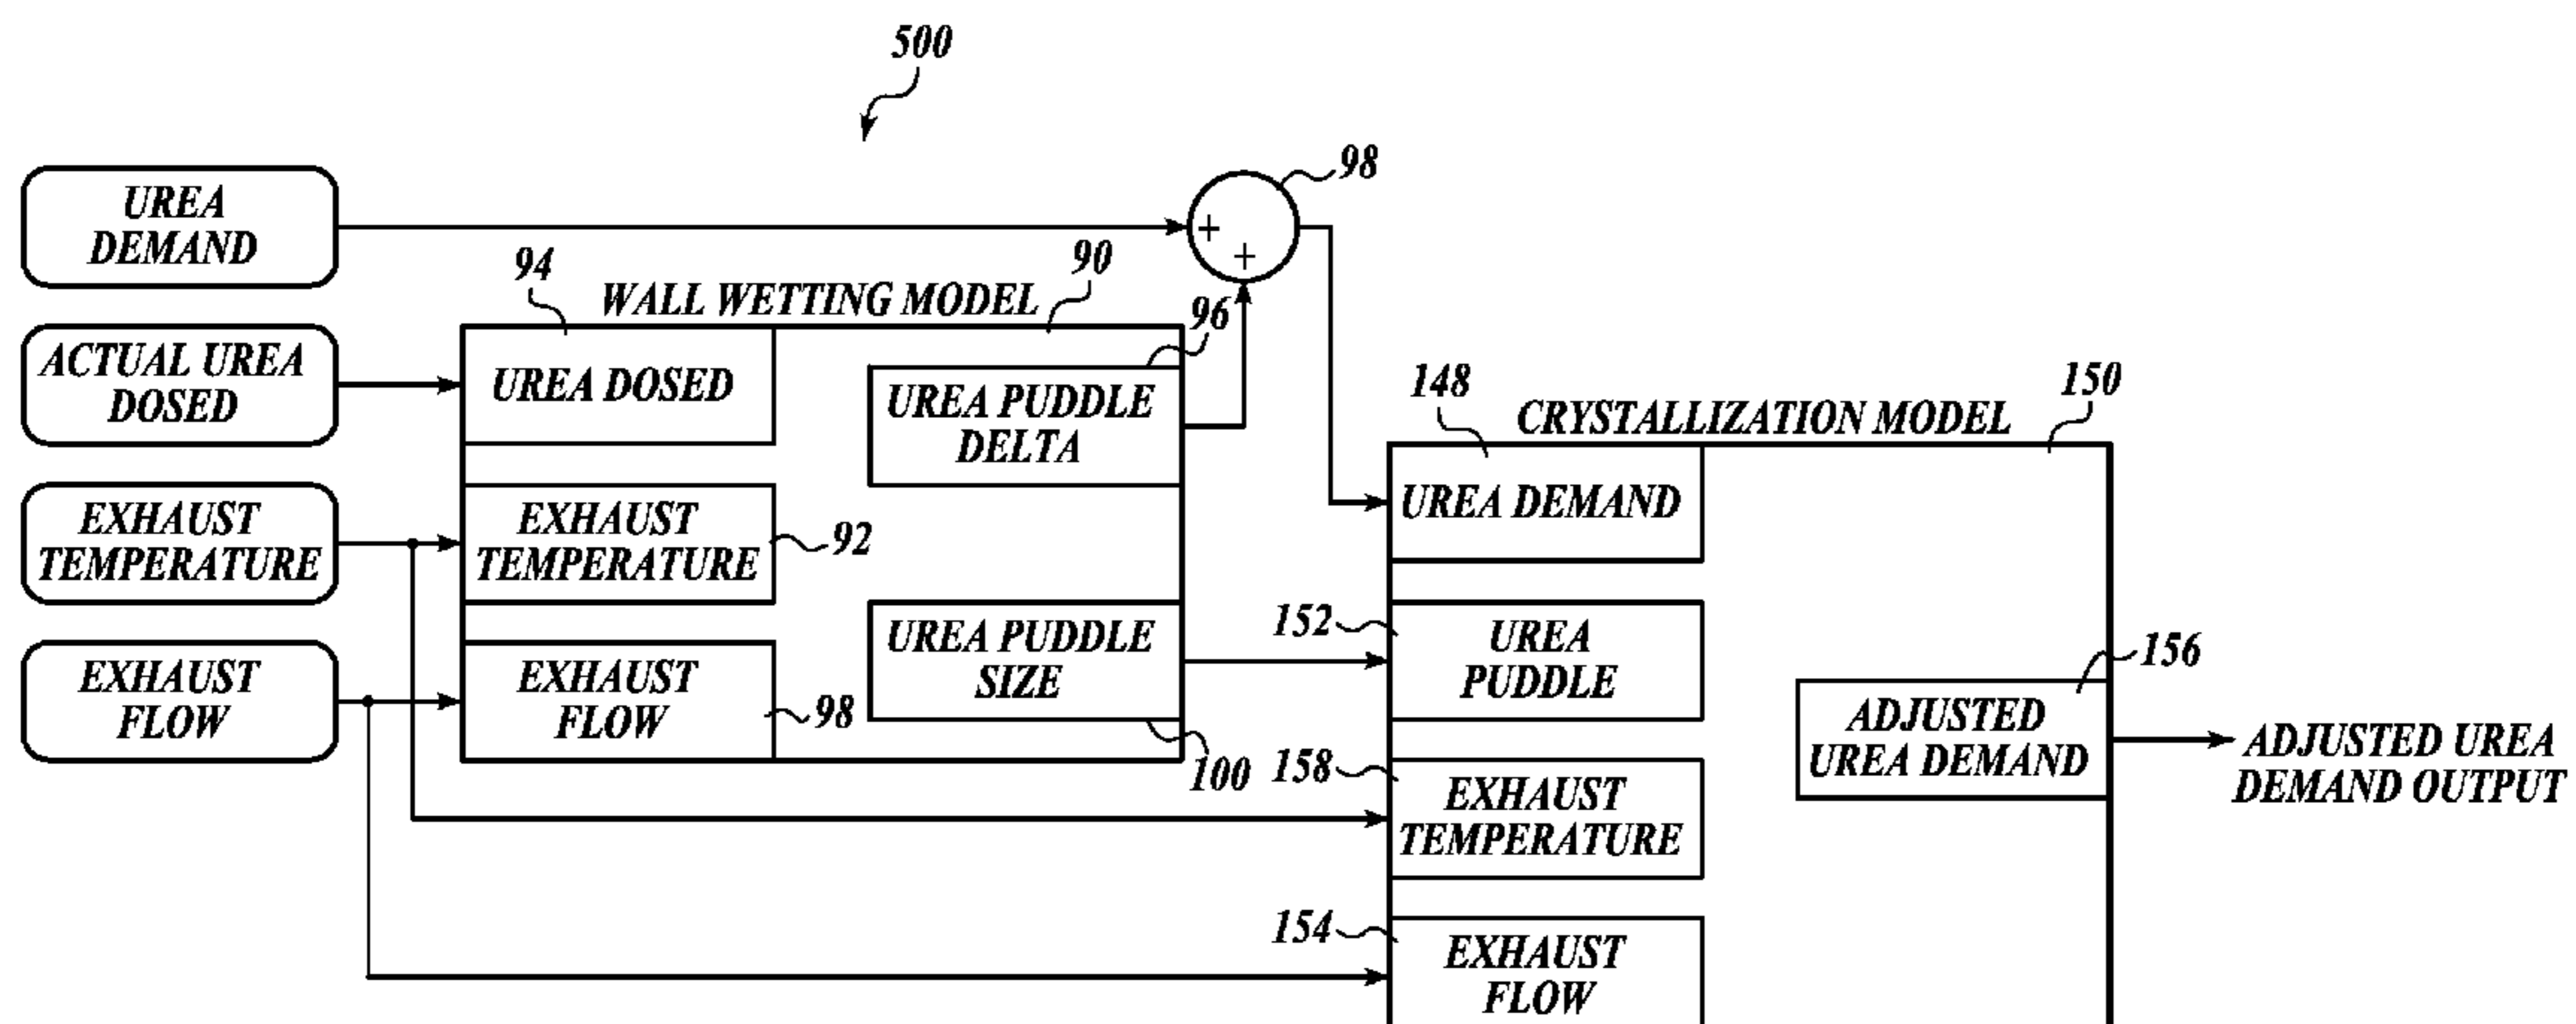 500
UREA
DEMAND
98
+
+
94
WALL WETTING MODEL
90
96
ACTUAL UREA
DOSED
UREA DOSED
UREA PUDDLE
DELTA
EXHAUST
TEMPERATURE
EXHAUST
TEMPERATURE
92
EXHAUST
FLOW
EXHAUST
FLOW
98
UREA PUDDLE
SIZE
100
148
CRYSTALLIZATION MODEL
150
UREA DEMAND
152
UREA
PUDDLE
158
EXHAUST
TEMPERATURE
154
EXHAUST
FLOW
156
ADJUSTED
UREA DEMAND
ADJUSTED UREA
DEMAND OUTPUT